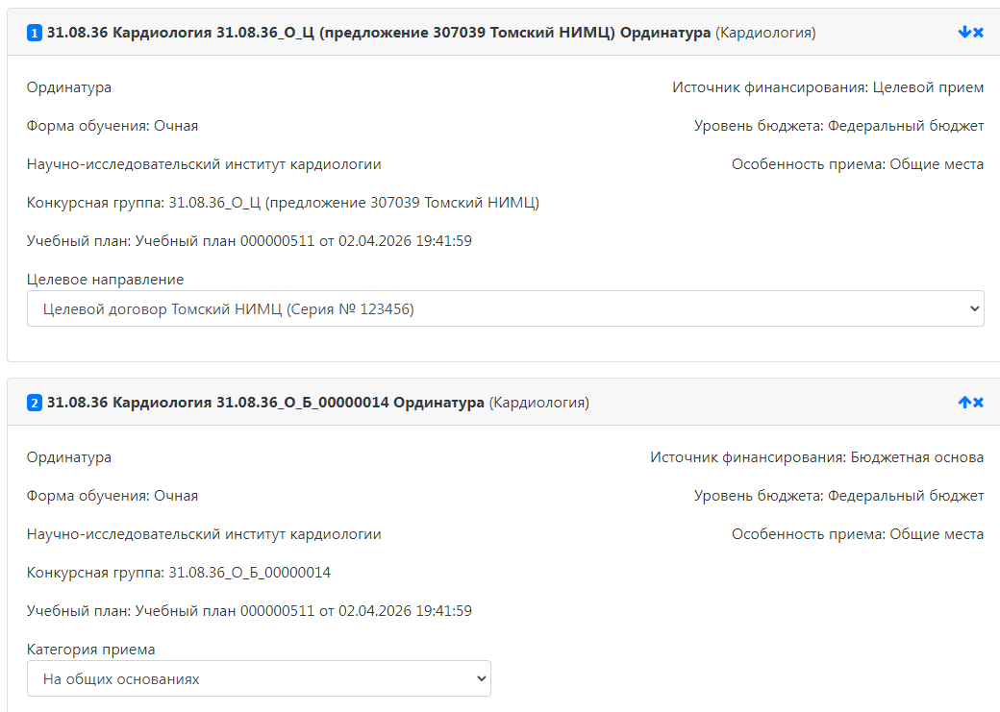 1 31.08.36 Кардиология 31.08.36_О_Ц (предложение 307039 Томский НИМЦ) Ординатура (Кардиология)
Ординатура Источник финансирования: Целевой прием
Форма обучения: Очная Уровень бюджета: Федеральный бюджет
Научно-исследовательский институт кардиологии Особенность приема: Общие места
Конкурсная группа: 31.08.36_О_Ц (предложение 307039 Томский НИМЦ)
Учебный план: Учебный план 000000511 от 02.04.2026 19:41:59
Целевое направление
Целевой договор Томский НИМЦ (Серия № 123456)
2 31.08.36 Кардиология 31.08.36_О_Б_00000014 Ординатура (Кардиология)
Ординатура Источник финансирования: Бюджетная основа
Форма обучения: Очная Уровень бюджета: Федеральный бюджет
Научно-исследовательский институт кардиологии Особенность приема: Общие места
Конкурсная группа: 31.08.36_О_Б_00000014
Учебный план: Учебный план 000000511 от 02.04.2026 19:41:59
Категория приема
На общих основаниях